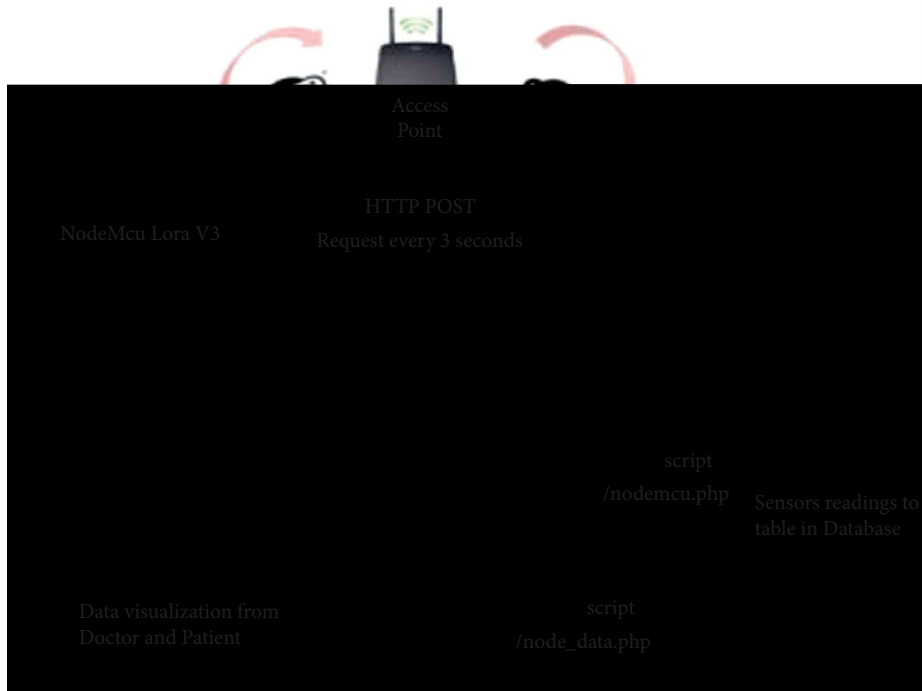 Access
Point
HTTP POST
Request every 3 seconds
NodeMcu Lora V3
script
/nodemcu.php
Sensors readings to
table in Database
Data visualization from
Doctor and Patient
script
/node_data.php